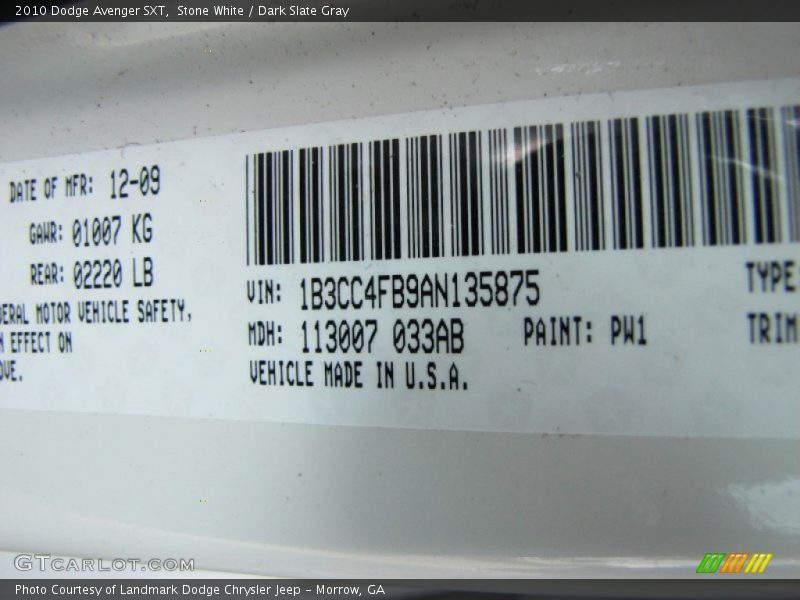 2010 Dodge Avenger SXT,  Stone White / Dark Slate Gray
DATE OF MFR: 12-09
GAWR: 01007 KG
REAR: 02220 LB
ERAL MOTOR VEHICLE SAFETY,
N EFFECT ON
OVE.
VIN: 1B3CC4FB9AN135875
MDH: 113007 033AB
PAINT: PW1
VEHICLE MADE IN U.S.A.
TYPE
TRIM
GTCARLOT.COM
Photo Courtesy of Landmark Dodge Chrysler Jeep – Morrow, GA